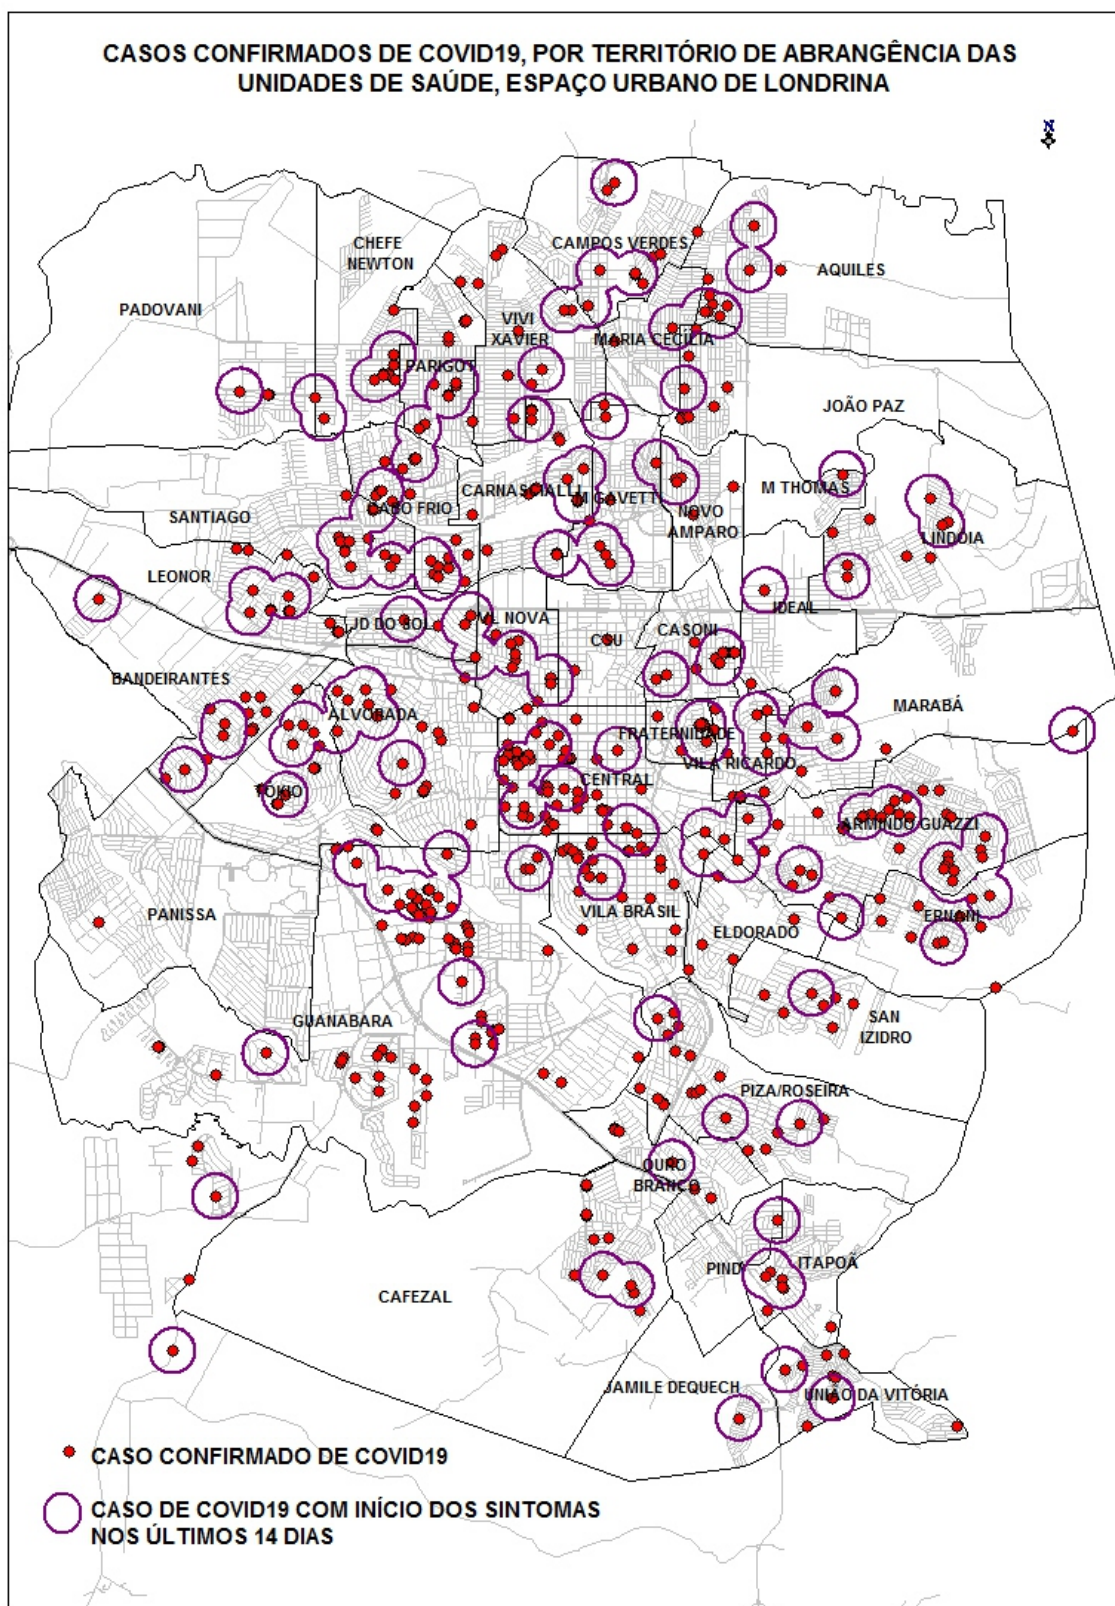 CASOS CONFIRMADOS DE COVID19, POR TERRITÓRIO DE ABRANGÊNCIA DAS
UNIDADES DE SAÚDE, ESPAÇO URBANO DE LONDRINA
N
CHEFE
NEWTON
CAMPOS VERDES
AQUILES
PADOVANI
VIVI
XAVIER
MARIA CECÍLIA
PARIGOT
JOÃO PAZ
M THOMAS
CARNASCIALLI
M GAVETTI
CABO FRIO
SANTIAGO
NOVO
AMPARO
LINDÓIA
LEONOR
IDEAL
JD DO SOL
VL NOVA
CSU
CASONI
BANDEIRANTES
MARABÁ
ALVORADA
FRATERNIDADE
VILA RICARDO
CENTRAL
TÓKIO
ARMINDO GUAZZI
PANISSA
VILA BRASIL
ERNANI
ELDORADO
SAN
IZIDRO
GUANABARA
PIZA/ROSEIRA
OURO
BRANCO
PIND
ITAPOÃ
CAFEZAL
JAMILE DEQUECH
UNIÃO DA VITÓRIA
CASO CONFIRMADO DE COVID19
CASO DE COVID19 COM INÍCIO DOS SINTOMAS
NOS ÚLTIMOS 14 DIAS